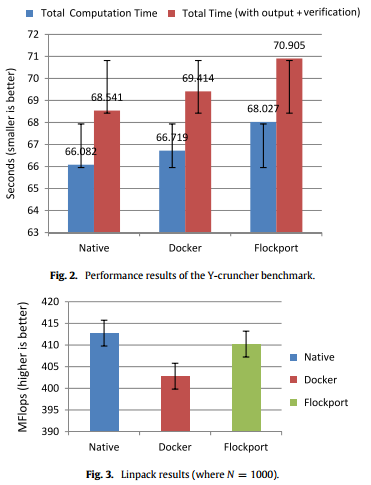 Total Computation Time Total Time (with output +verification)
Seconds (smaller is better)
72
71
70
69
68
67
66
65
64
63
66.082
68.541
66.719
69.414
68.027
70.905
Native Docker Flockport
Fig. 2. Performance results of the Y-cruncher benchmark.
MFlops (higher is better)
420
415
410
405
400
395
390
Native Docker Flockport
Native
Docker
Flockport
Fig. 3. Linpack results (where N = 1000).